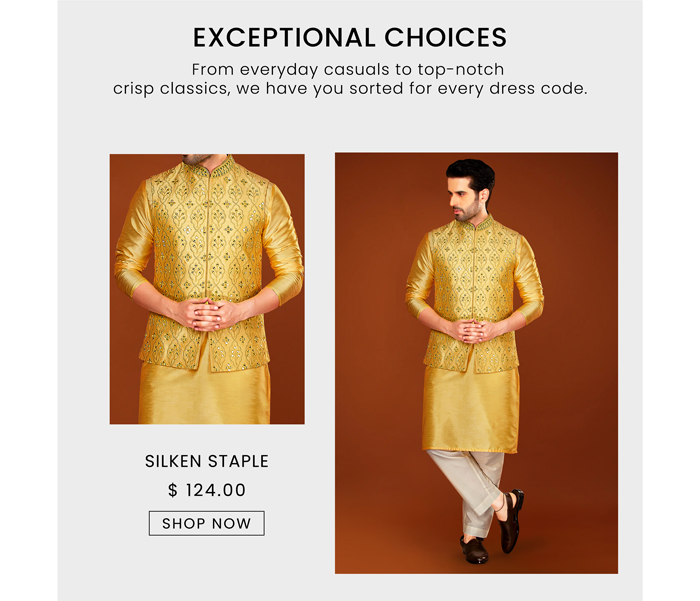 EXCEPTIONAL CHOICES
From everyday casuals to top-notch
crisp classics, we have you sorted for every dress code.
SILKEN STAPLE
$ 124.00
SHOP NOW